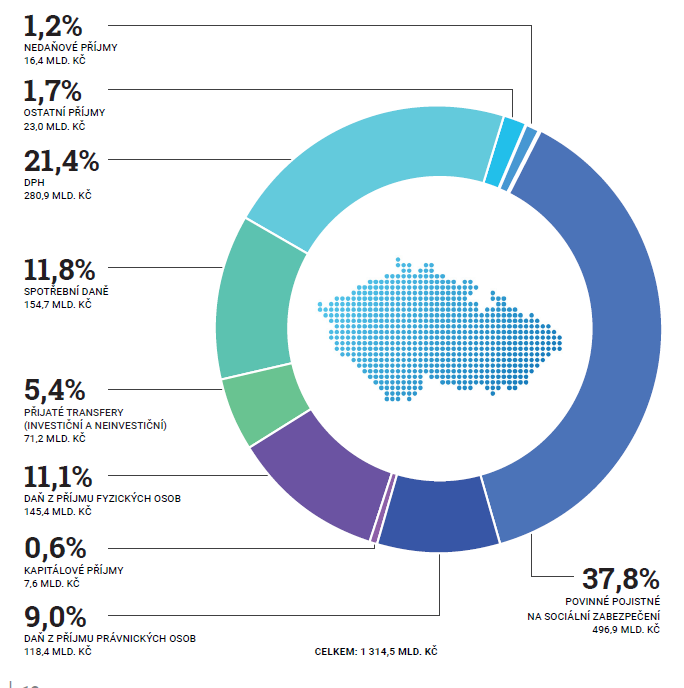 1,2%
NEDAŇOVÉ PŘÍJMY
16,4 MLD. KČ
1,7%
OSTATNÍ PŘÍJMY
23,0 MLD. KČ
21,4%
DPH
280,9 MLD. KČ
11,8%
SPOTŘEBNÍ DANĚ
154,7 MLD. KČ
5,4%
PŘIJATÉ TRANSFERY
(INVESTIČNÍ A NEINVESTIČNÍ)
71,2 MLD. KČ
11,1%
DAŇ Z PŘÍJMU FYZICKÝCH OSOB
145,4 MLD. KČ
0,6%
KAPITÁLOVÉ PŘÍJMY
7,6 MLD. KČ
9,0%
DAŇ Z PŘÍJMU PRÁVNICKÝCH OSOB
118,4 MLD. KČ
37,8%
POVINNÉ POJISTNÉ
NA SOCIÁLNÍ ZABEZPEČENÍ
496,9 MLD. KČ
CELKEM: 1 314,5 MLD. KČ